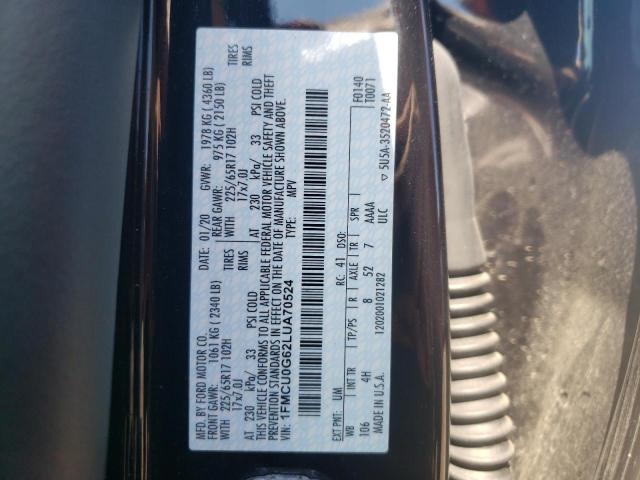 MFD. BY FORD MOTOR CO.
DATE: 01/20 GVWR: 1978 KG ( 4360 LB)
FRONT GAWR: 1061 KG ( 2340 LB) REAR GAWR: 975 KG ( 2150 LB)
WITH 225/65R17 102H TIRES WITH 225/65R17 102H TIRES
17x7.0J RIMS 17x7.0J RIMS
AT 230 kPa/ 33 PSI COLD AT 230 kPa/ 33 PSI COLD
THIS VEHICLE CONFORMS TO ALL APPLICABLE FEDERAL MOTOR VEHICLE SAFETY AND THEFT
PREVENTION STANDARDS IN EFFECT ON THE DATE OF MANUFACTURE SHOWN ABOVE.
VIN: 1FMCU0G62LUA70524 TYPE: MPV
F0140
T0071
EXT PNT: UM RC: 41 DSO:
WB INT TR TP/PS R AXLE TR SPR
106 4H 8 52 7 AAAA
ULC
MADE IN U.S.A. 1202001021282 5U5A-3520472-AA